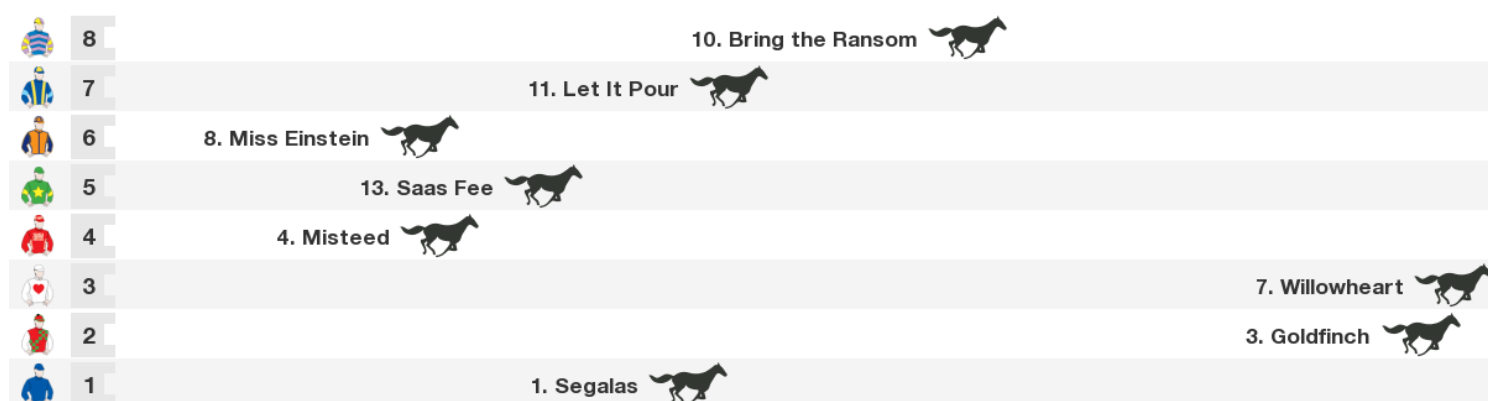 8 10. Bring the Ransom
7 11. Let It Pour
6 8. Miss Einstein
5 13. Saas Fee
4 4. Misteed
3 7. Willowheart
2 3. Goldfinch
1 1. Segalas